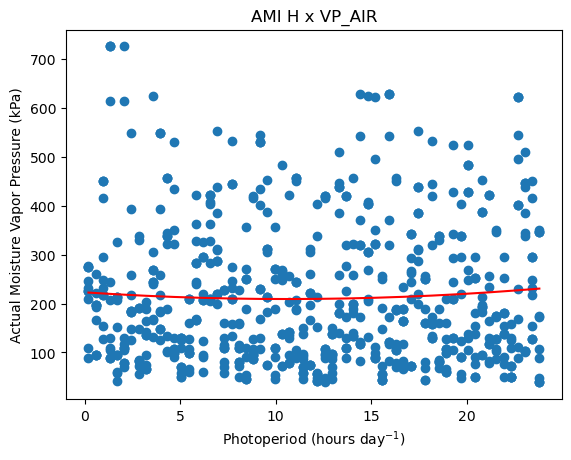 AMI H x VP_AIR
Actual Moisture Vapor Pressure (kPa)
700
600
500
400
300
200
100
0 5 10 15 20
Photoperiod (hours day⁻¹)